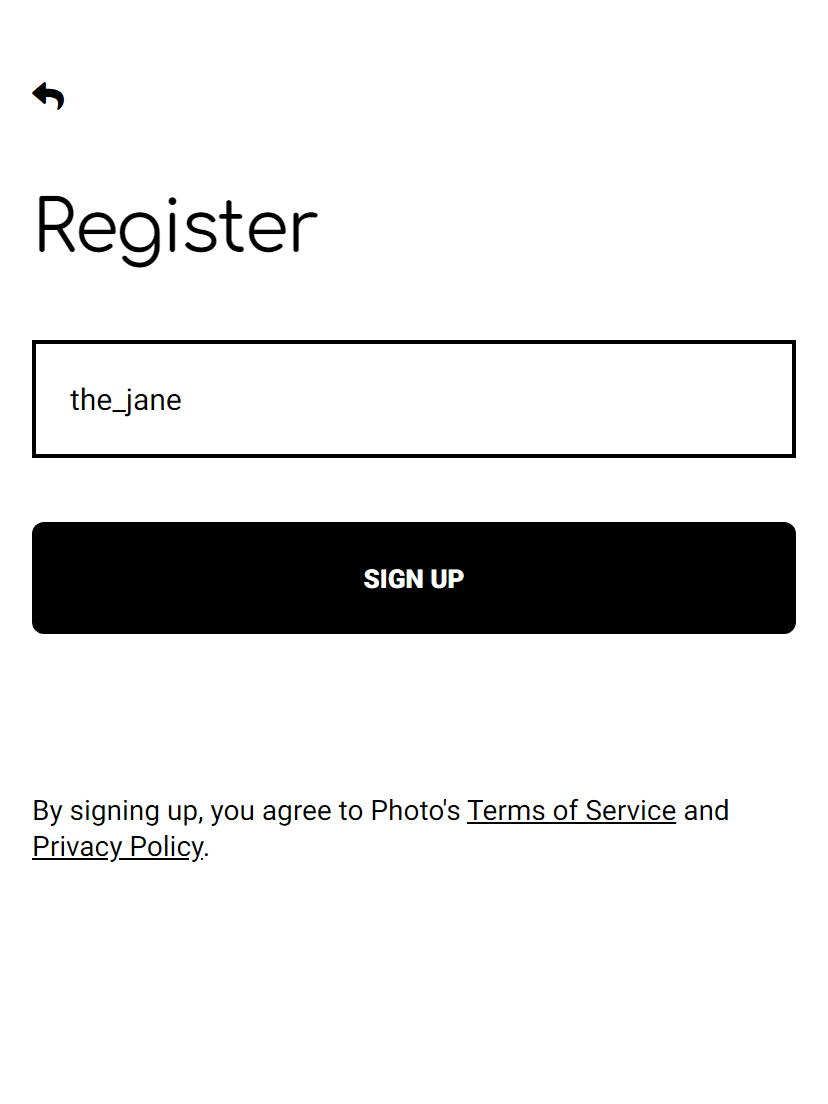 Register
the_jane
SIGN UP
By signing up, you agree to Photo's Terms of Service and
Privacy Policy.